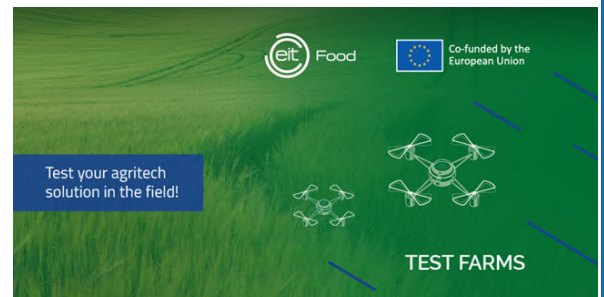 eit Food
Co-funded by the
European Union
Test your agritech
solution in the field!
TEST FARMS